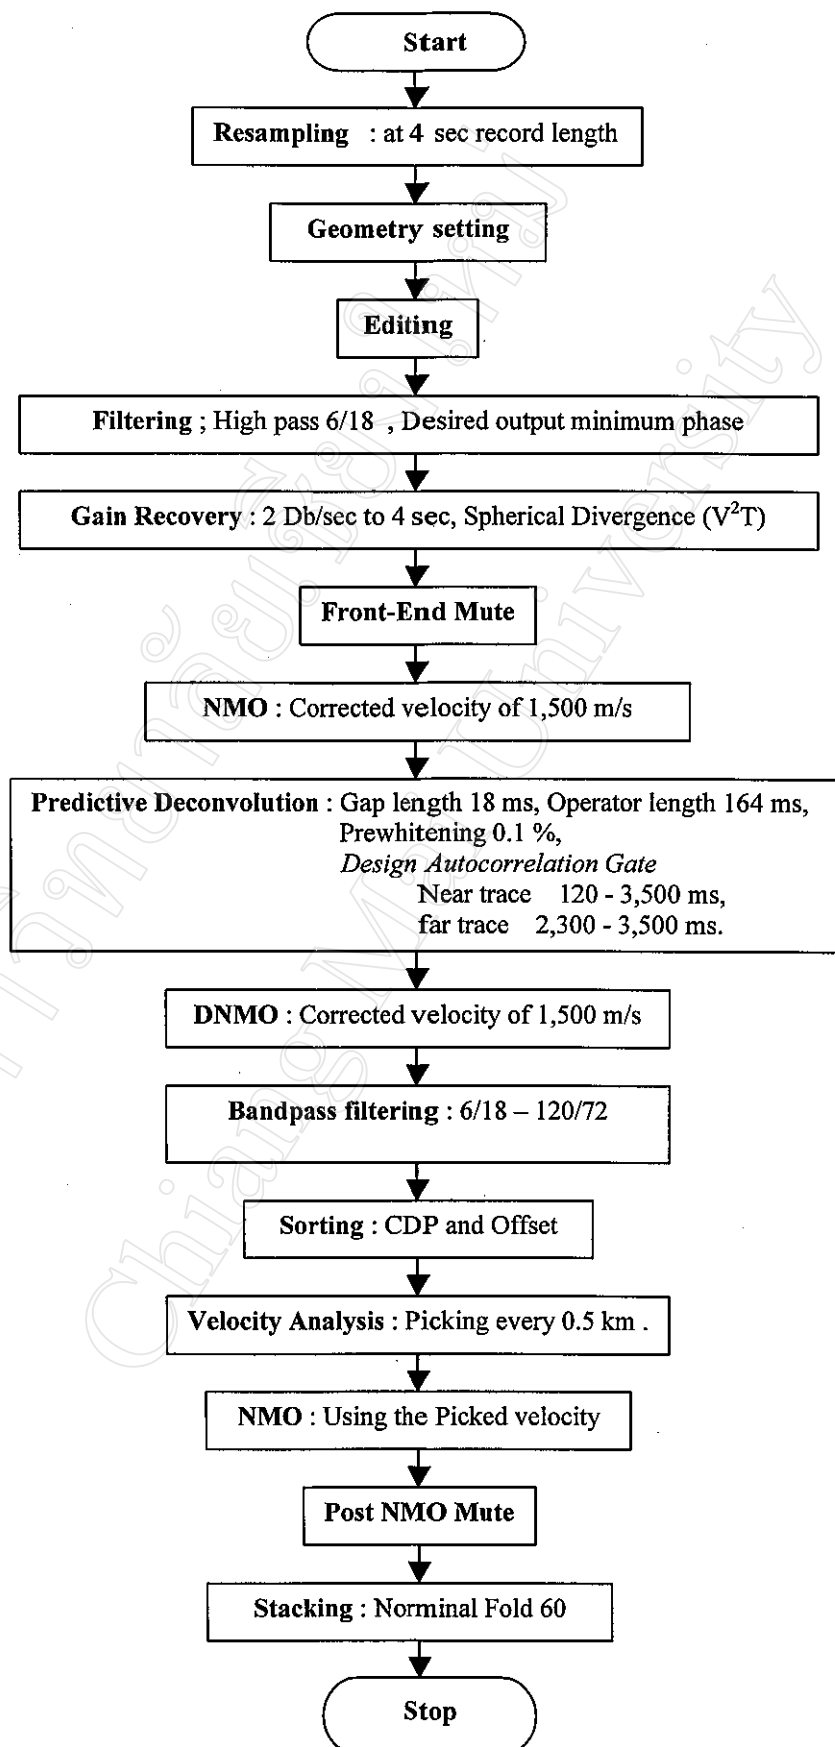 Start
Resampling : at 4 sec record length
Geometry setting
Editing
Filtering ; High pass 6/18 , Desired output minimum phase
Gain Recovery : 2 Db/sec to 4 sec, Spherical Divergence (V²T)
Front-End Mute
NMO : Corrected velocity of 1,500 m/s
Predictive Deconvolution : Gap length 18 ms, Operator length 164 ms,
Prewhitening 0.1 %,
Design Autocorrelation Gate
Near trace 120 - 3,500 ms,
far trace 2,300 - 3,500 ms.
DNMO : Corrected velocity of 1,500 m/s
Bandpass filtering : 6/18 – 120/72
Sorting : CDP and Offset
Velocity Analysis : Picking every 0.5 km .
NMO : Using the Picked velocity
Post NMO Mute
Stacking : Norminal Fold 60
Stop
Chiang Mai University